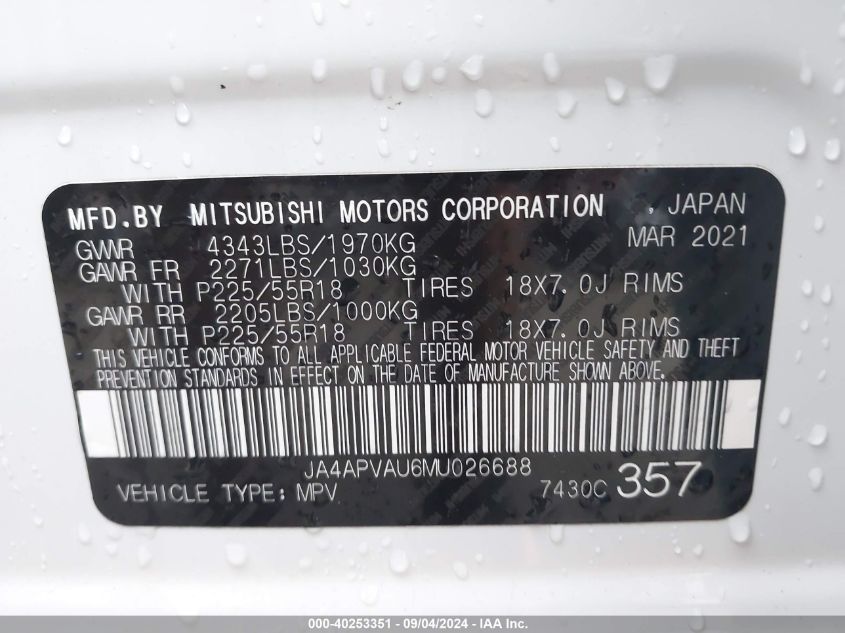 MFD.BY MITSUBISHI MOTORS CORPORATION , JAPAN
GVWR 4343LBS/1970KG MAR 2021
GAWR FR 2271LBS/1030KG
WITH P225/55R18 TIRES 18X7.0J RIMS
GAWR RR 2205LBS/1000KG
WITH P225/55R18 TIRES 18X7.0J RIMS
THIS VEHICLE CONFORMS TO ALL APPLICABLE FEDERAL MOTOR VEHICLE SAFETY AND THEFT
PREVENTION STANDARDS IN EFFECT ON THE DATE OF MANUFACTURE SHOWN ABOVE.
JA4APVAU6MU026688
VEHICLE TYPE: MPV 7430C 357
000-40253351 - 09/04/2024 - IAAI.COM